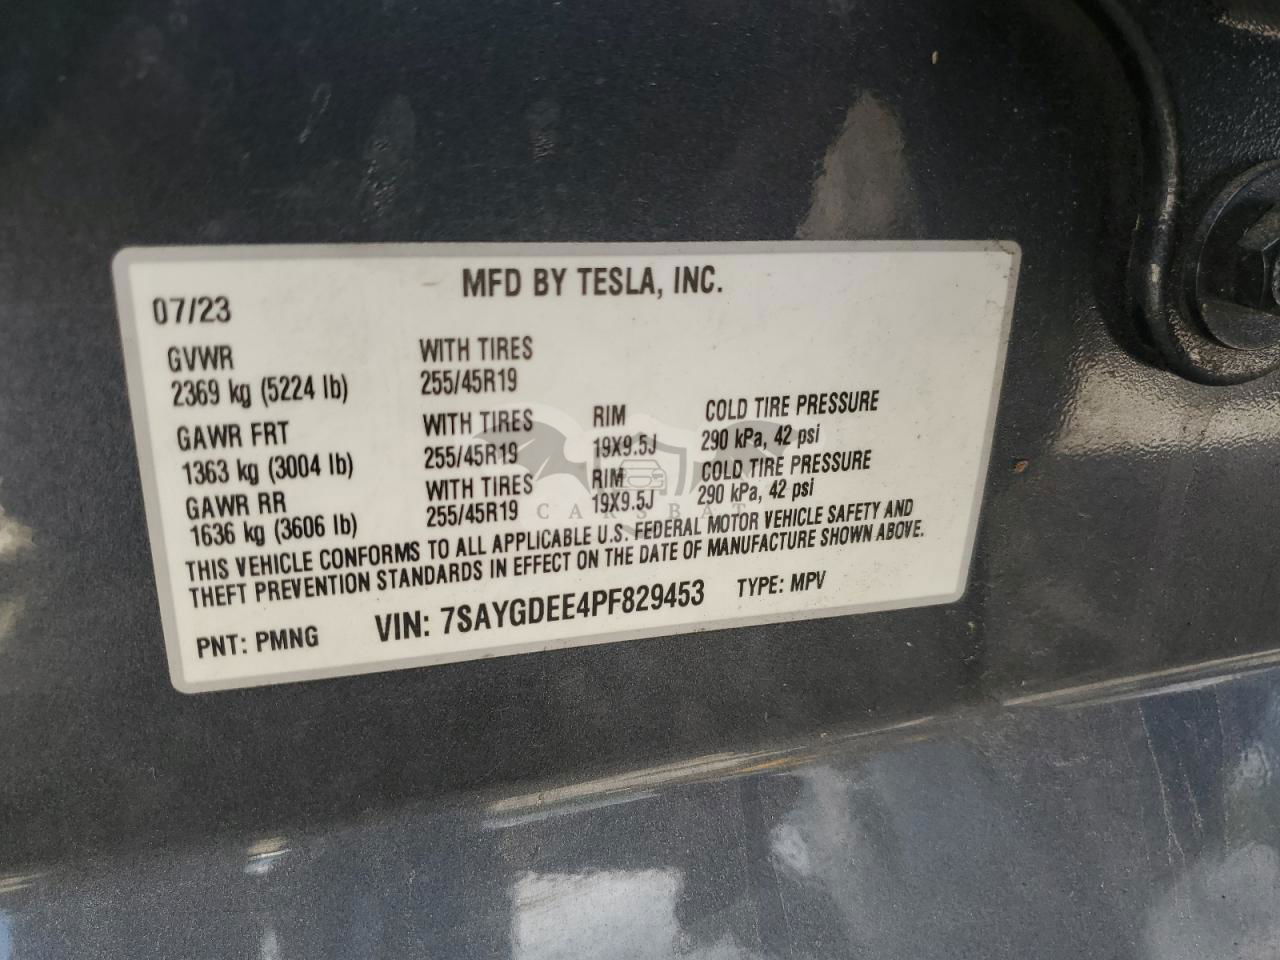 MFD BY TESLA, INC.
07/23
GVWR WITH TIRES
2369 kg (5224 lb) 255/45R19
GAWR FRT WITH TIRES RIM COLD TIRE PRESSURE
1363 kg (3004 lb) 255/45R19 19X9.5J 290 kPa, 42 psi
GAWR RR WITH TIRES RIM COLD TIRE PRESSURE
1636 kg (3606 lb) 255/45R19 19X9.5J 290 kPa, 42 psi
CARSBAT
THIS VEHICLE CONFORMS TO ALL APPLICABLE U.S. FEDERAL MOTOR VEHICLE SAFETY AND
THEFT PREVENTION STANDARDS IN EFFECT ON THE DATE OF MANUFACTURE SHOWN ABOVE.
PNT: PMNG VIN: 7SAYGDEE4PF829453 TYPE: MPV